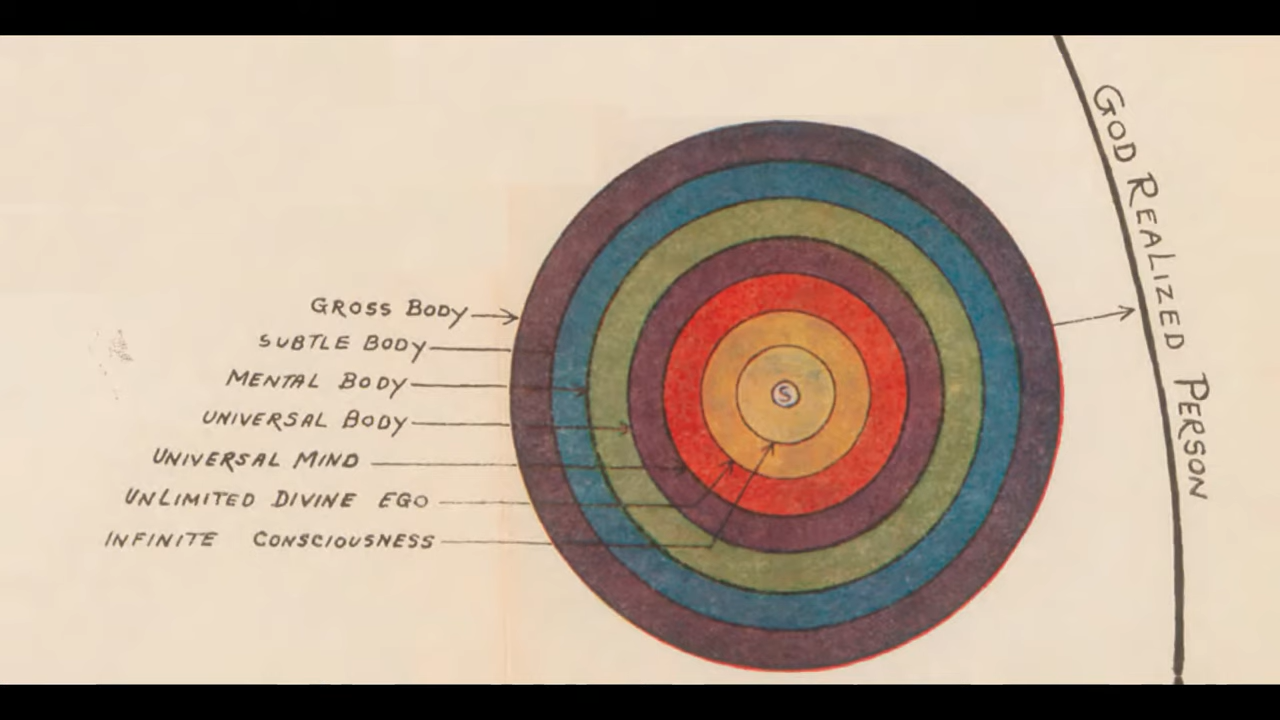 GROSS BODY
SUBTLE BODY
MENTAL BODY
UNIVERSAL BODY
UNIVERSAL MIND
UNLIMITED DIVINE EGO
INFINITE CONSCIOUSNESS
S
GOD REALIZED PERSON